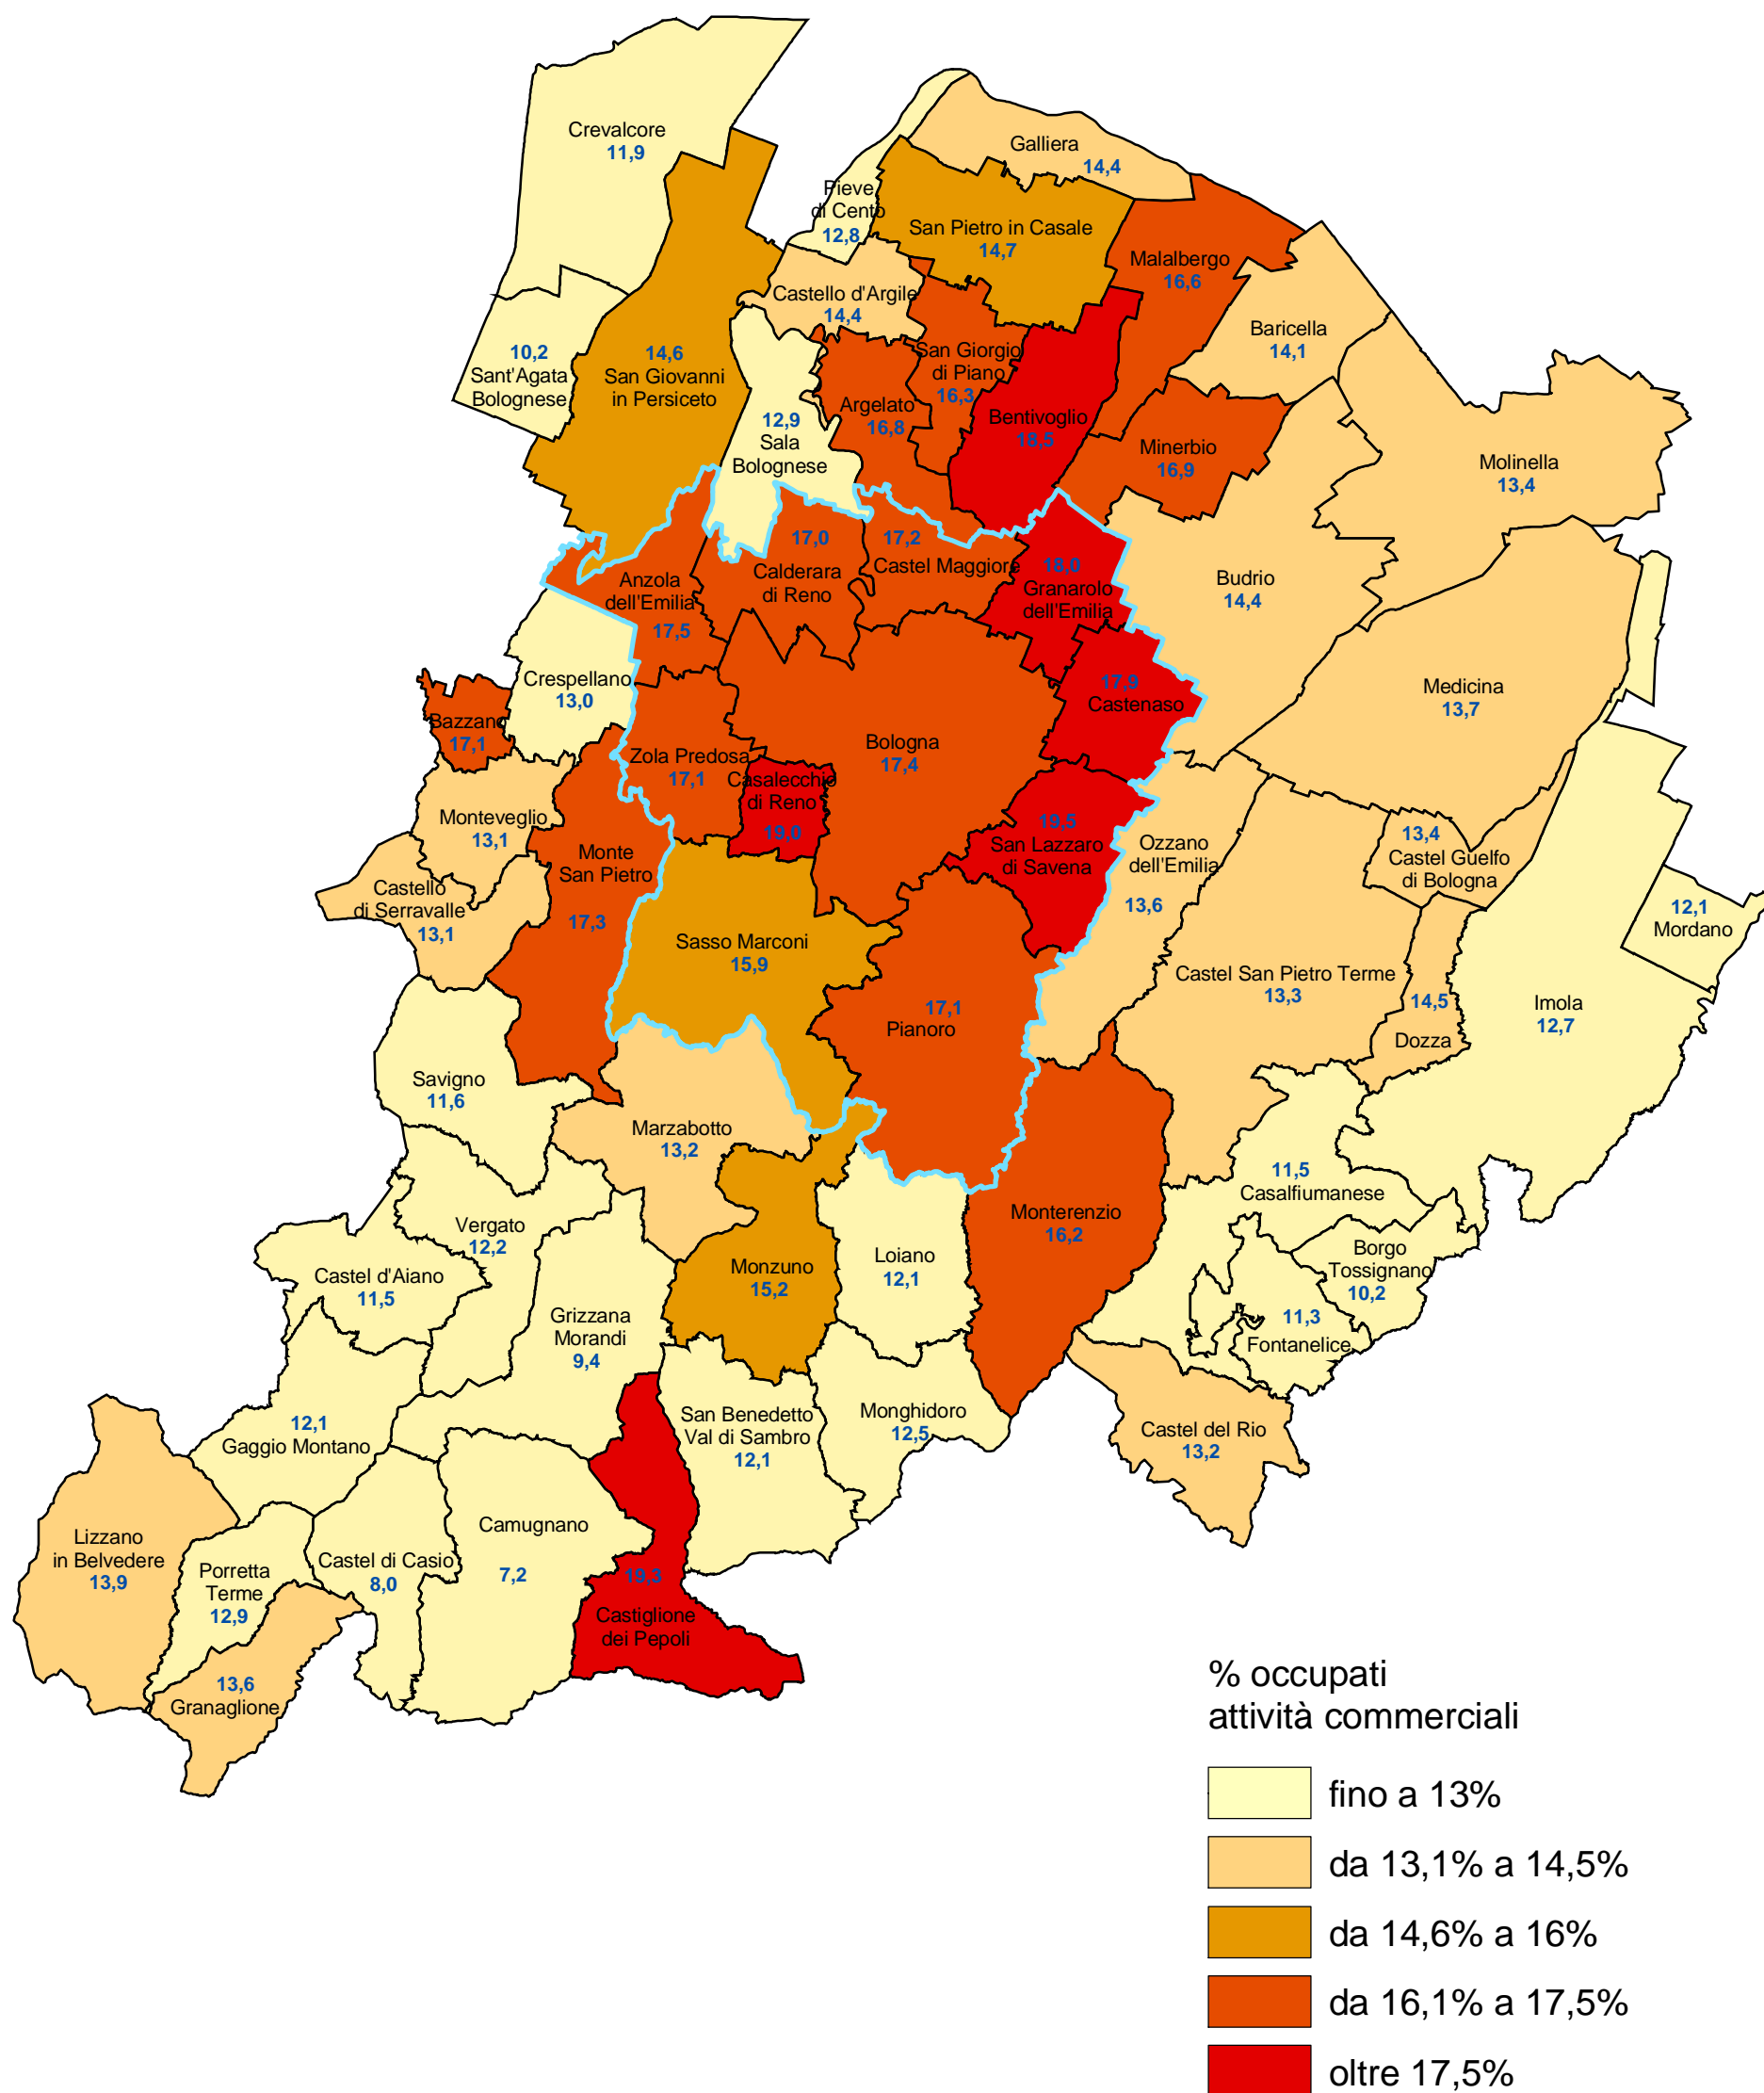 Crevalcore
11,9
Galliera
14,4
Pieve
di Cento
12,8
San Pietro in Casale
14,7
Malalbergo
16,6
Castello d'Argile
14,4
Baricella
14,1
10,2
Sant'Agata
Bolognese
14,6
San Giovanni
in Persiceto
San Giorgio
di Piano
16,3
Argelato
16,8
12,9
Sala
Bolognese
Bentivoglio
18,5
Minerbio
16,9
Molinella
13,4
17,0
Calderara
di Reno
17,2
Castel Maggiore
18,0
Granarolo
dell'Emilia
Anzola
dell'Emilia
17,5
Budrio
14,4
Crespellano
13,0
17,9
Castenaso
Medicina
13,7
Bazzano
17,1
Zola Predosa
17,1
Bologna
17,4
Casalecchio
di Reno
19,0
Monteveglio
13,1
Monte
San Pietro
17,3
19,5
San Lazzaro
di Savena
Ozzano
dell'Emilia
13,6
13,4
Castel Guelfo
di Bologna
Castello
di Serravalle
13,1
12,1
Mordano
Sasso Marconi
15,9
Castel San Pietro Terme
13,3
14,5
Dozza
Imola
12,7
17,1
Pianoro
Savigno
11,6
Marzabotto
13,2
11,5
Casalfiumanese
Vergato
12,2
Monterenzio
16,2
Castel d'Aiano
11,5
Monzuno
15,2
Loiano
12,1
Borgo
Tossignano
10,2
Grizzana
Morandi
9,4
11,3
Fontanelice
12,1
Gaggio Montano
San Benedetto
Val di Sambro
12,1
Monghidoro
12,5
Castel del Rio
13,2
Lizzano
in Belvedere
13,9
Porretta
Terme
12,9
Castel di Casio
8,0
Camugnano
7,2
19,3
Castiglione
dei Pepoli
13,6
Granaglione
% occupati
attività commerciali
fino a 13%
da 13,1% a 14,5%
da 14,6% a 16%
da 16,1% a 17,5%
oltre 17,5%